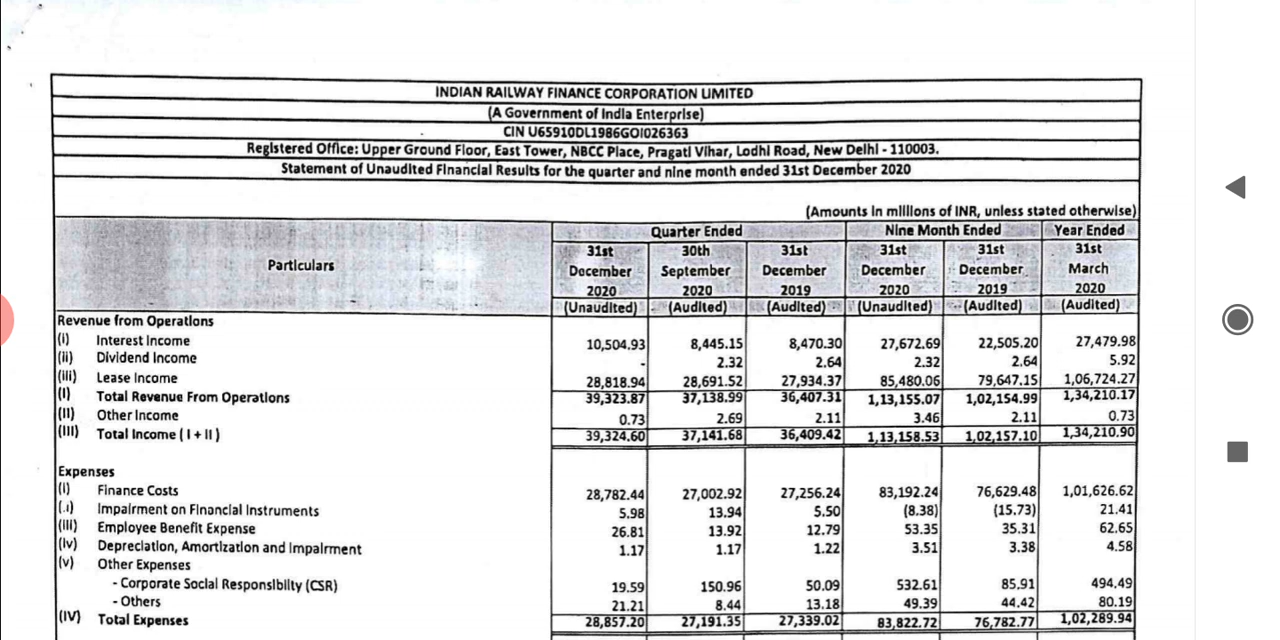 INDIAN RAILWAY FINANCE CORPORATION LIMITED
(A Government of India Enterprise)
CIN U65910DL1986GOI026363
Registered Office: Upper Ground Floor, East Tower, NBCC Place, Pragati Vihar, Lodhi Road, New Delhi - 110003.
Statement of Unaudited Financial Results for the quarter and nine month ended 31st December 2020
(Amounts in millions of INR, unless stated otherwise)
Particulars Quarter Ended Nine Month Ended Year Ended
31st 30th 31st 31st 31st 31st
December September December December December March
2020 2020 2019 2020 2019 2020
(Unaudited) (Audited) (Audited) (Unaudited) (Audited) (Audited)
Revenue from Operations
(i) Interest Income 10,504.93 8,445.15 8,470.30 27,672.69 22,505.20 27,479.98
(ii) Dividend Income - 2.32 2.64 2.32 2.64 5.92
(iii) Lease Income 28,818.94 28,691.52 27,934.37 85,480.06 79,647.15 1,06,724.27
(I) Total Revenue From Operations 39,323.87 37,138.99 36,407.31 1,13,155.07 1,02,154.99 1,34,210.17
(II) Other Income 0.73 2.69 2.11 3.46 2.11 0.73
(III) Total Income ( I + II ) 39,324.60 37,141.68 36,409.42 1,13,158.53 1,02,157.10 1,34,210.90
Expenses
(i) Finance Costs 28,782.44 27,002.92 27,256.24 83,192.24 76,629.48 1,01,626.62
(.i) Impairment on Financial Instruments 5.98 13.94 5.50 (8.38) (15.73) 21.41
(iii) Employee Benefit Expense 26.81 13.92 12.79 53.35 35.31 62.65
(iv) Depreciation, Amortization and Impairment 1.17 1.17 1.22 3.51 3.38 4.58
(v) Other Expenses
- Corporate Social Responsibilty (CSR) 19.59 150.96 50.09 532.61 85.91 494.49
- Others 21.21 8.44 13.18 49.39 44.42 80.19
(IV) Total Expenses 28,857.20 27,191.35 27,339.02 83,822.72 76,782.77 1,02,289.94